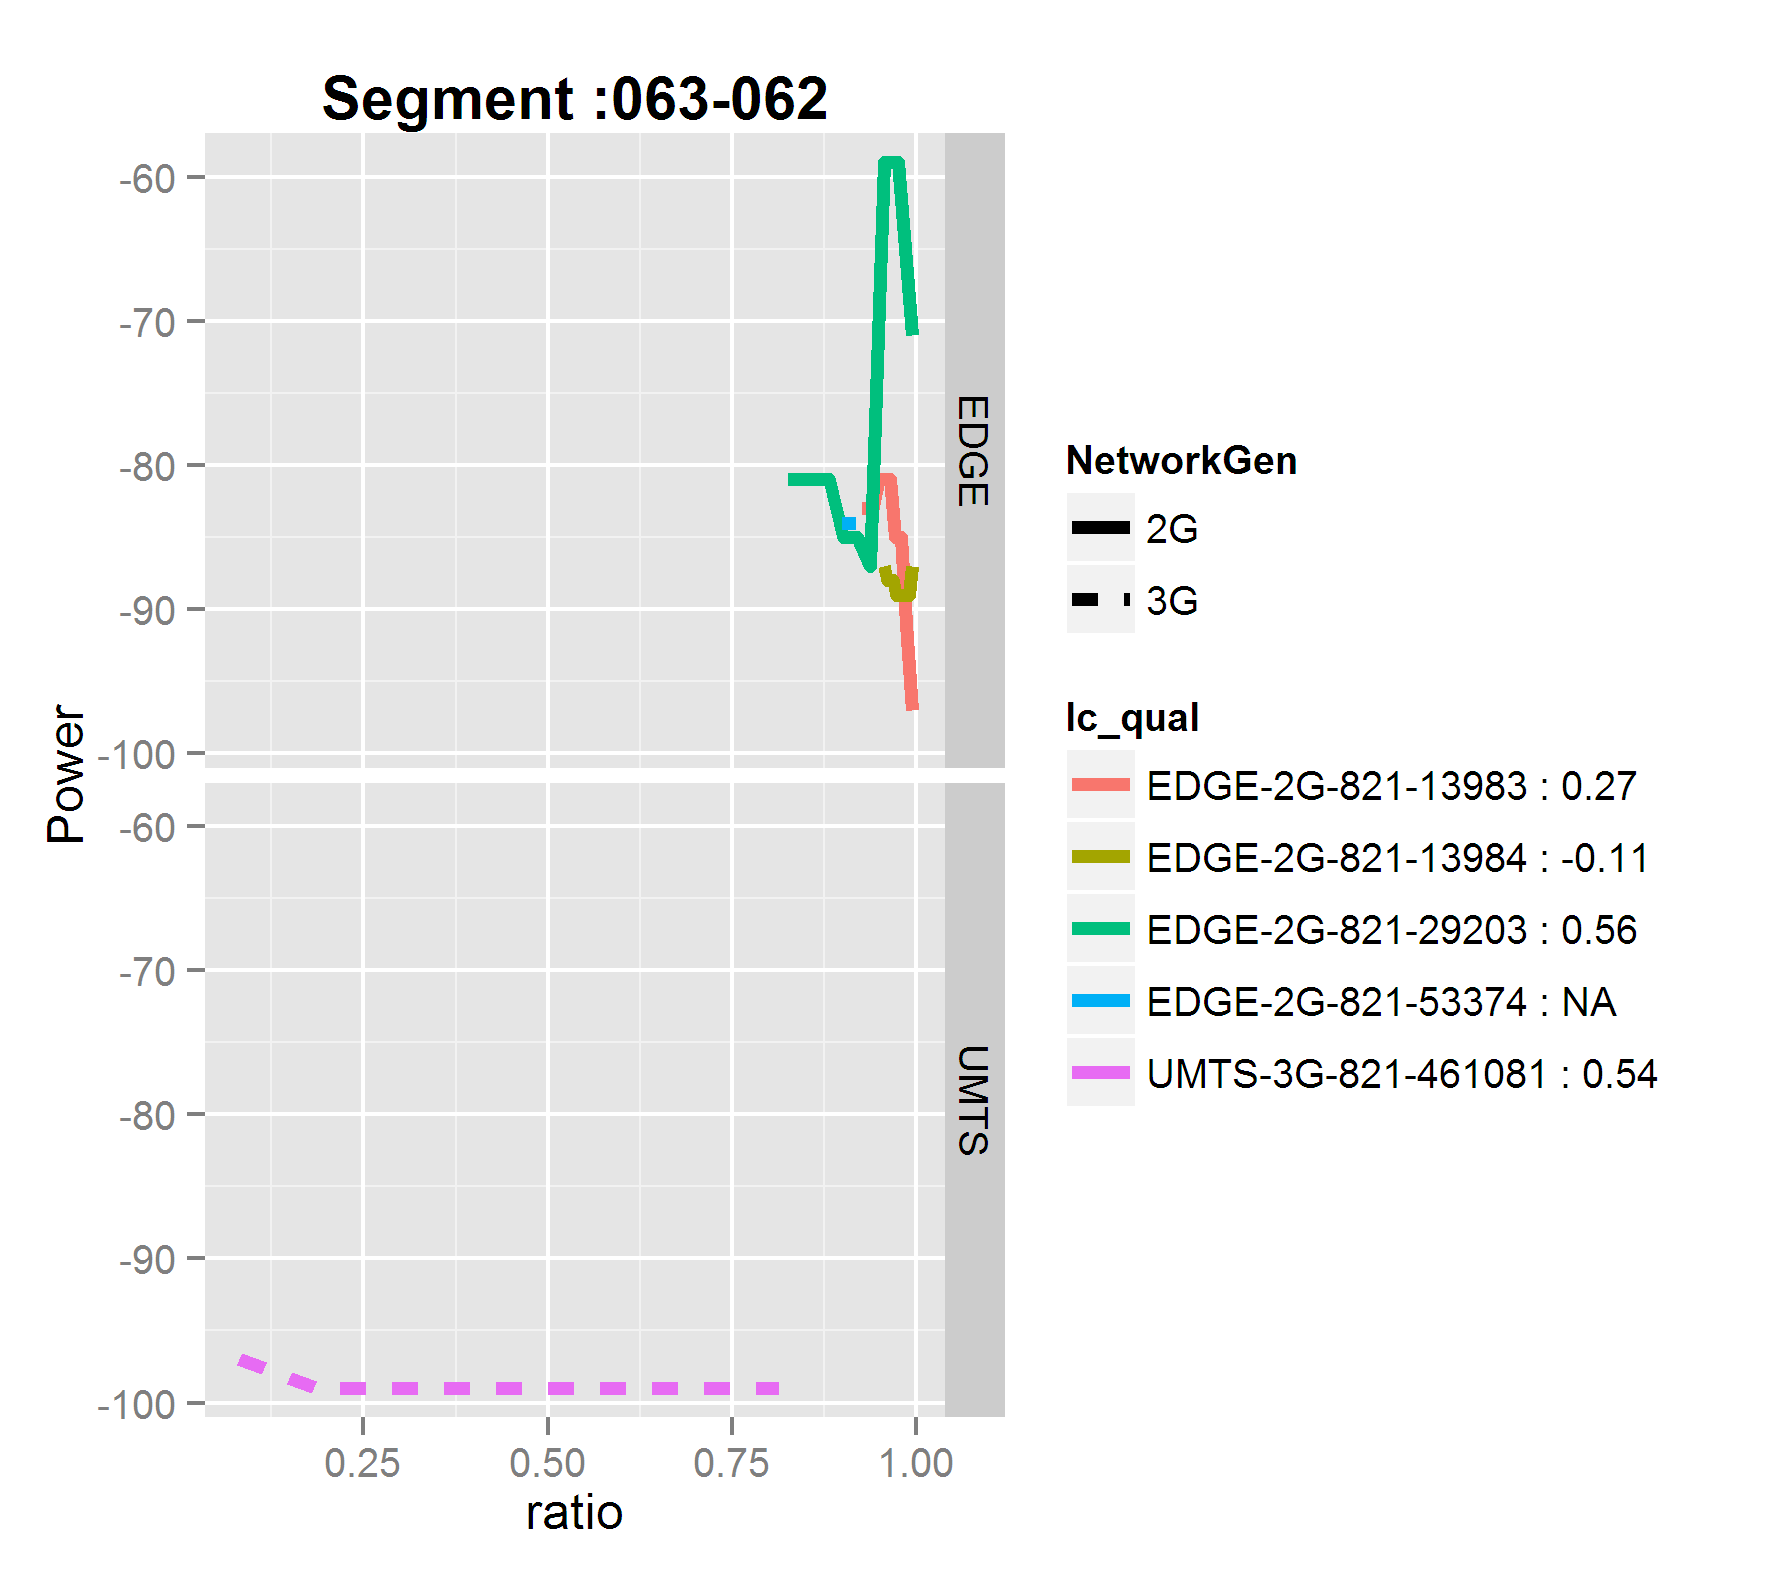 Segment :063-062
-60
-70
-80
-90
-100
EDGE
-60
-70
-80
-90
-100
UMTS
Power
0.25 0.50 0.75 1.00
ratio
NetworkGen
2G
3G
lc_qual
EDGE-2G-821-13983 : 0.27
EDGE-2G-821-13984 : -0.11
EDGE-2G-821-29203 : 0.56
EDGE-2G-821-53374 : NA
UMTS-3G-821-461081 : 0.54